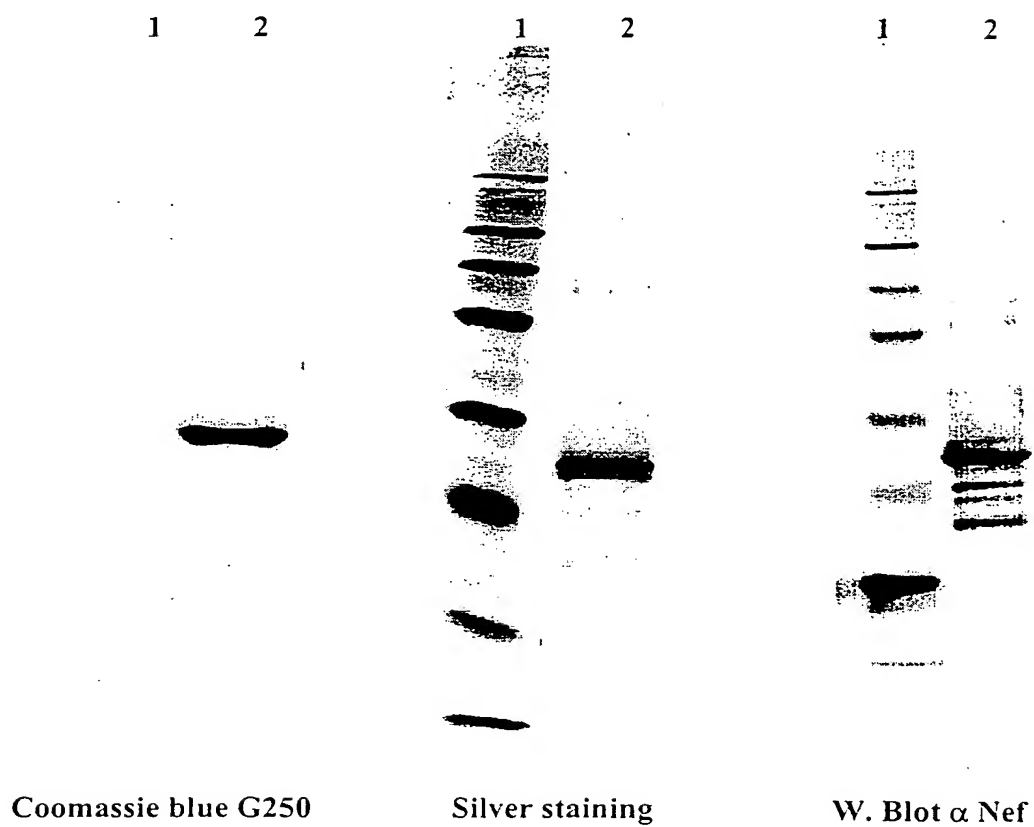 1 2
1 2
1 2
Coomassie blue G250
Silver staining
W. Blot α Nef